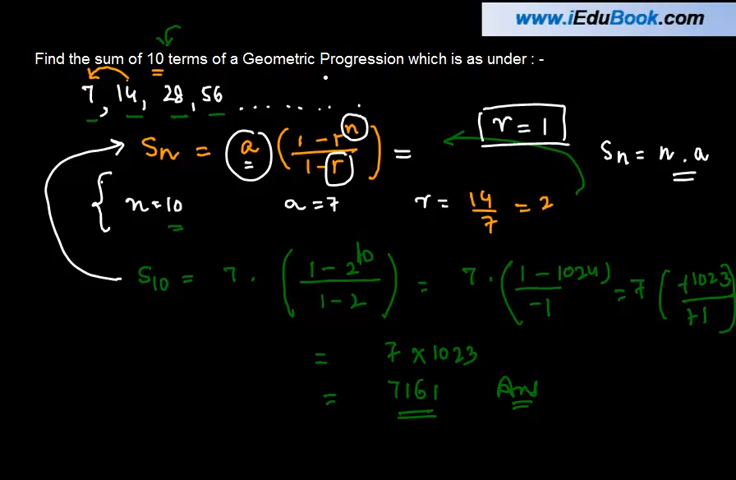 www.iEduBook.com
Find the sum of 10 terms of a Geometric Progression which is as under : -
7, 14, 28, 56 .......
Sn = a (1-r^n / 1-r) =
r = 1
Sn = n . a
{ n = 10 a = 7 r = 14/7 = 2
S10 = 7 . (1 - 2^10 / 1 - 2) = 7 . (1 - 1024 / -1) = 7 (+1023 / +1)
= 7 × 1023
= 7161 Ans